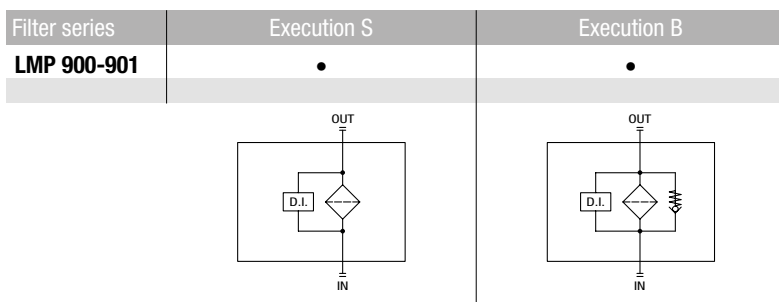 Filter series Execution S Execution B
LMP 900-901 • •
OUT OUT
D.I. D.I.
IN IN